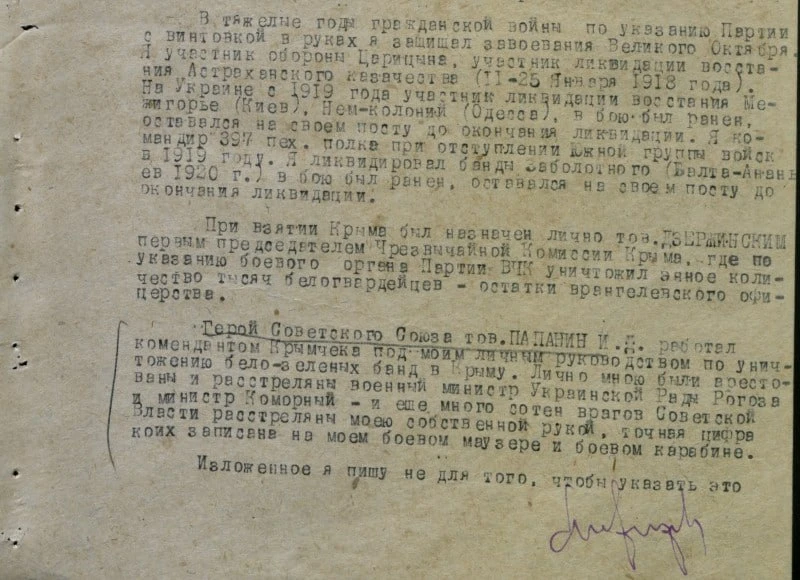 В тяжелые годы гражданской войны по указанию Партии
с винтовкой в руках я защищал завоевания Великого Октября.
Я участник обороны Царицына, участник ликвидации восста-
ния Астраханского казачества (11-25 Января 1918 года).
На Украине с 1919 года участник ликвидации восстания Ме-
жигорье (Киев), Нем-колоний (Одесса), в бою был ранен,
оставался на своем посту до окончания ликвидации. Я ко-
мандир 397 пех. полка при отступлении Южной группы войск
в 1919 году. Я ликвидировал банды Заболотного (Балта-Анань
ев 1920 г.) в бою был ранен, оставался на своем посту до
окончания ликвидации.
При взятии Крыма был назначен лично тов.ДЗЕРЖИНСКИМ
первым председателем Чрезвычайной Комиссии Крыма, где по
указанию боевого органа Партии ВЧК уничтожил энное коли-
чество тысяч белогвардейцев - остатки врангелевского офи-
церства.
Герой Советского Союза тов.ПАПАНИН И.Д. работал
комендантом Крымчека под моим личным руководством по унич-
тожению бело-зеленых банд в Крыму. Лично мною были аресто-
ваны и расстреляны военный министр Украинской Рады Рогоза
и министр Коморный - и еще много сотен врагов Советской
Власти расстреляны моею собственной рукой, точная цифра
коих записана на моем боевом маузере и боевом карабине.
Изложенное я пишу не для того, чтобы указать это